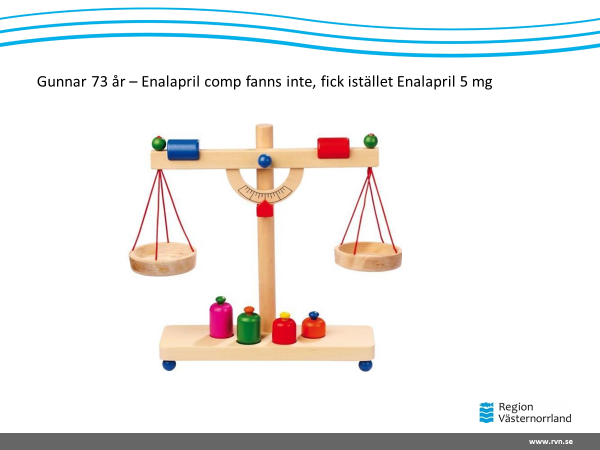 Gunnar 73 år – Enalapril comp fanns inte, fick istället Enalapril 5 mg
Region
Västernorrland
www.rvn.se